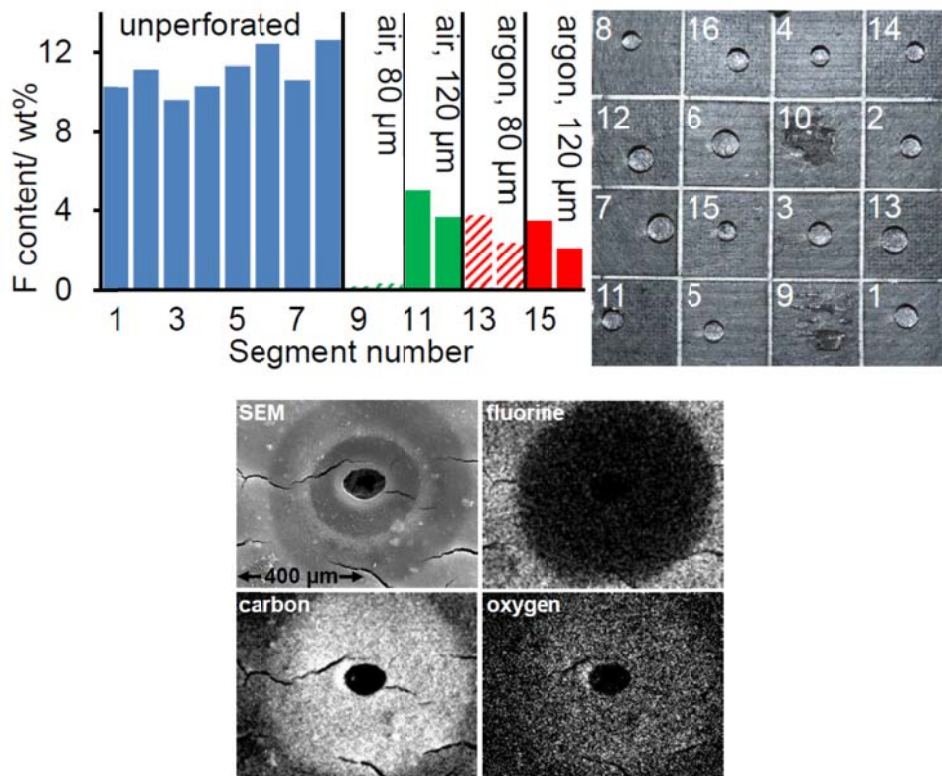 F content/ wt%
12
8
4
0
unperforated
air, 80 µm
air, 120 µm
argon, 80 µm
argon, 120 µm
1 3 5 7 9 11 13 15
Segment number
8 16 4 14
12 6 10 2
7 15 3 13
11 5 9 1
SEM
fluorine
400 µm
carbon
oxygen